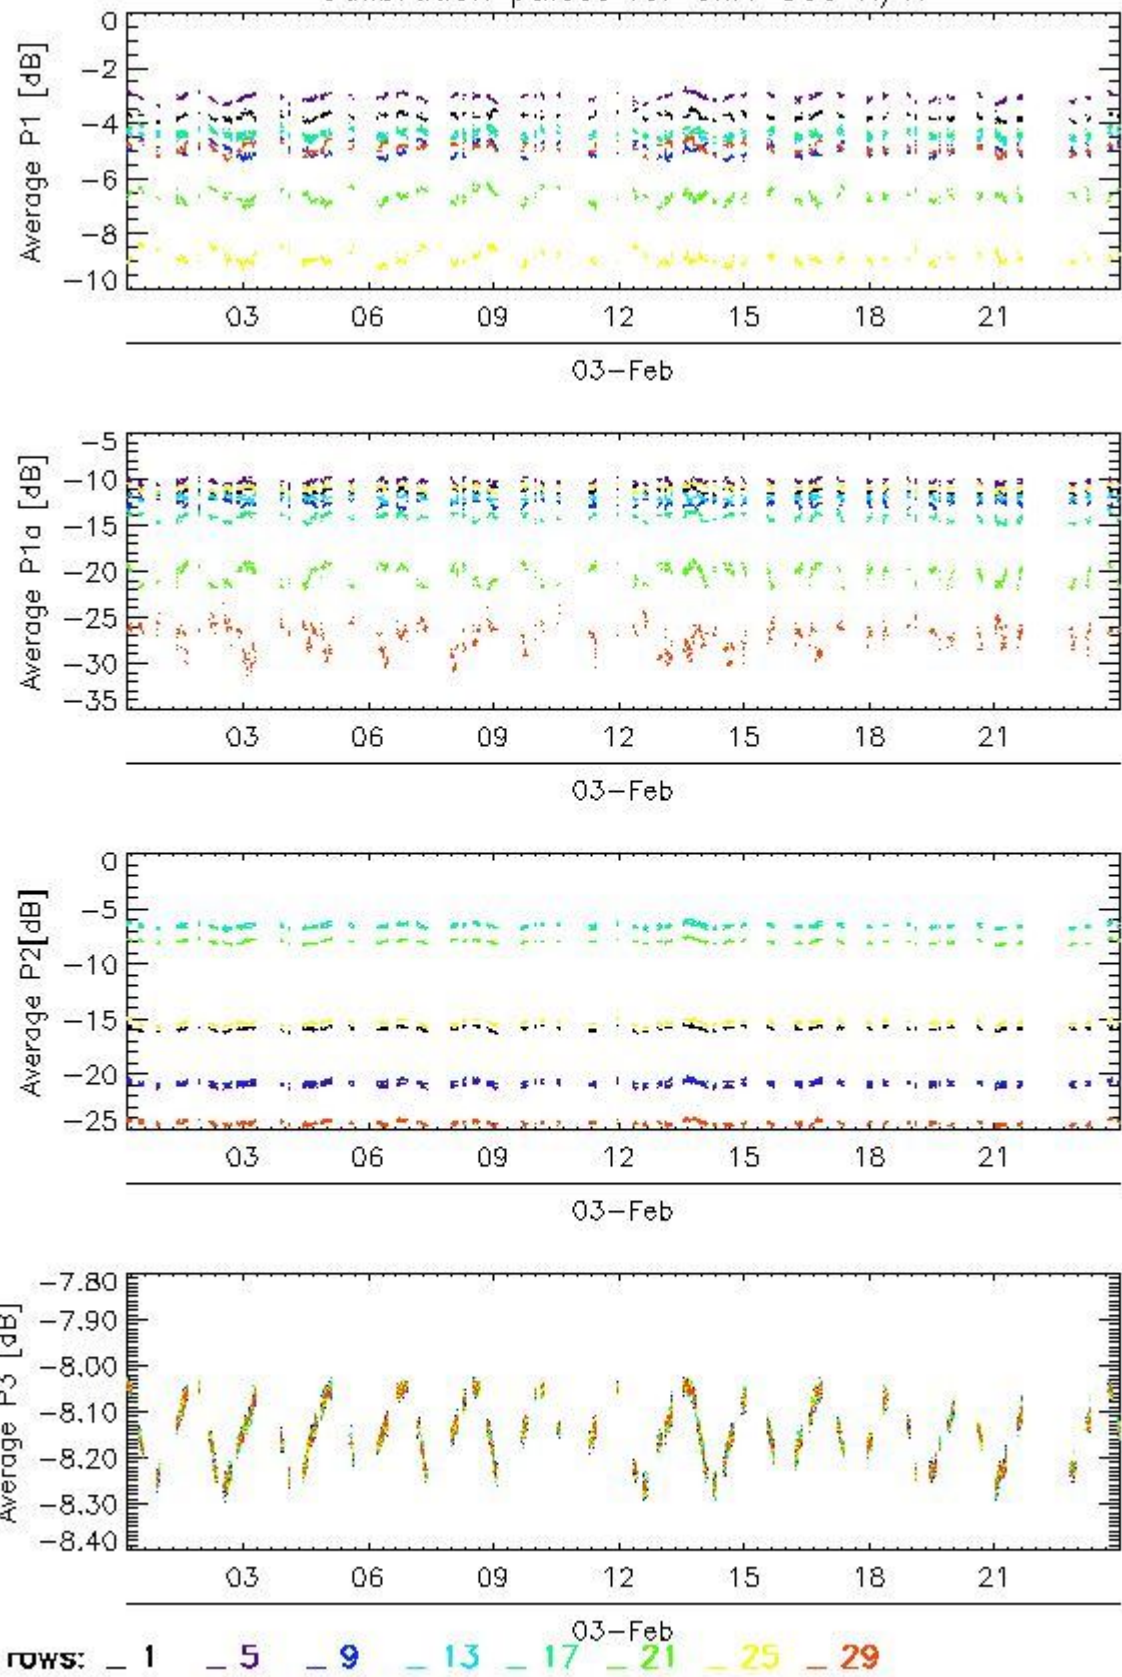 0
−2
−4
−6
−8
−10
Average P1 [dB]
03 06 09 12 15 18 21
03−Feb
−5
−10
−15
−20
−25
−30
−35
Average P1a [dB]
03 06 09 12 15 18 21
03−Feb
0
−5
−10
−15
−20
−25
Average P2[dB]
03 06 09 12 15 18 21
03−Feb
−7.80
−7.90
−8.00
−8.10
−8.20
−8.30
−8.40
Average P3 [dB]
03 06 09 12 15 18 21
03−Feb
rows: _ 1 _ 5 _ 9 _ 13 _ 17 _ 21 _ 25 _ 29